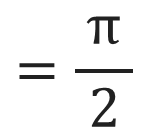 = π/2